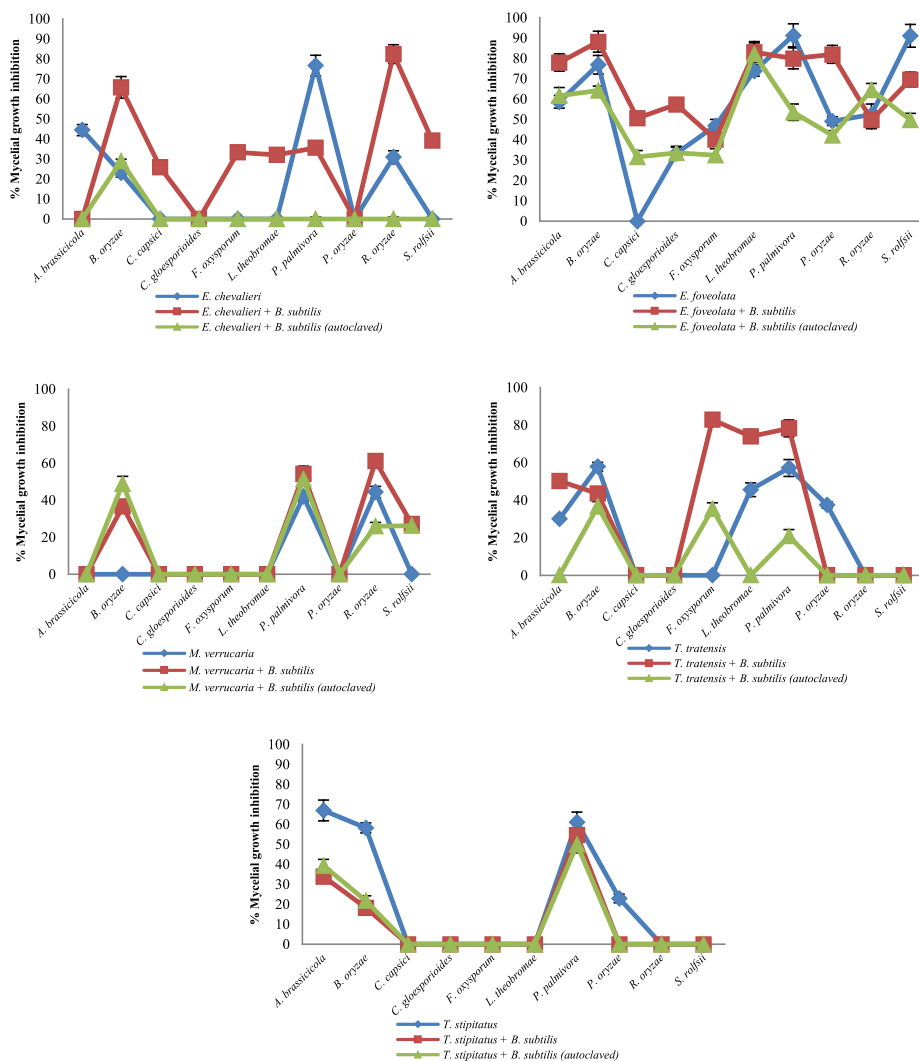 % Mycelial growth inhibition
100
90
80
70
60
50
40
30
20
10
0
A. brassicicola
B. oryzae
C. capsici
C. gloesporioides
F. oxysporum
L. theobromae
P. palmivora
P. oryzae
R. oryzae
S. rolfsii
E. chevalieri
E. chevalieri + B. subtilis
E. chevalieri + B. subtilis (autoclaved)
% Mycelial growth inhibition
100
90
80
70
60
50
40
30
20
10
0
A. brassicicola
B. oryzae
C. capsici
C. gloesporioides
F. oxysporum
L. theobromae
P. palmivora
P. oryzae
R. oryzae
S. rolfsii
E. foveolata
E. foveolata + B. subtilis
E. foveolata + B. subtilis (autoclaved)
% Mycelial growth inhibition
100
80
60
40
20
0
A. brassicicola
B. oryzae
C. capsici
C. gloesporioides
F. oxysporum
L. theobromae
P. palmivora
P. oryzae
R. oryzae
S. rolfsii
M. verrucaria
M. verrucaria + B. subtilis
M. verrucaria + B. subtilis (autoclaved)
% Mycelial growth inhibition
100
80
60
40
20
0
A. brassicicola
B. oryzae
C. capsici
C. gloesporioides
F. oxysporum
L. theobromae
P. palmivora
P. oryzae
R. oryzae
S. rolfsii
T. tratensis
T. tratensis + B. subtilis
T. tratensis + B. subtilis (autoclaved)
% Mycelial growth inhibition
100
90
80
70
60
50
40
30
20
10
0
A. brassicicola
B. oryzae
C. capsici
C. gloesporioides
F. oxysporum
L. theobromae
P. palmivora
P. oryzae
R. oryzae
S. rolfsii
T. stipitatus
T. stipitatus + B. subtilis
T. stipitatus + B. subtilis (autoclaved)